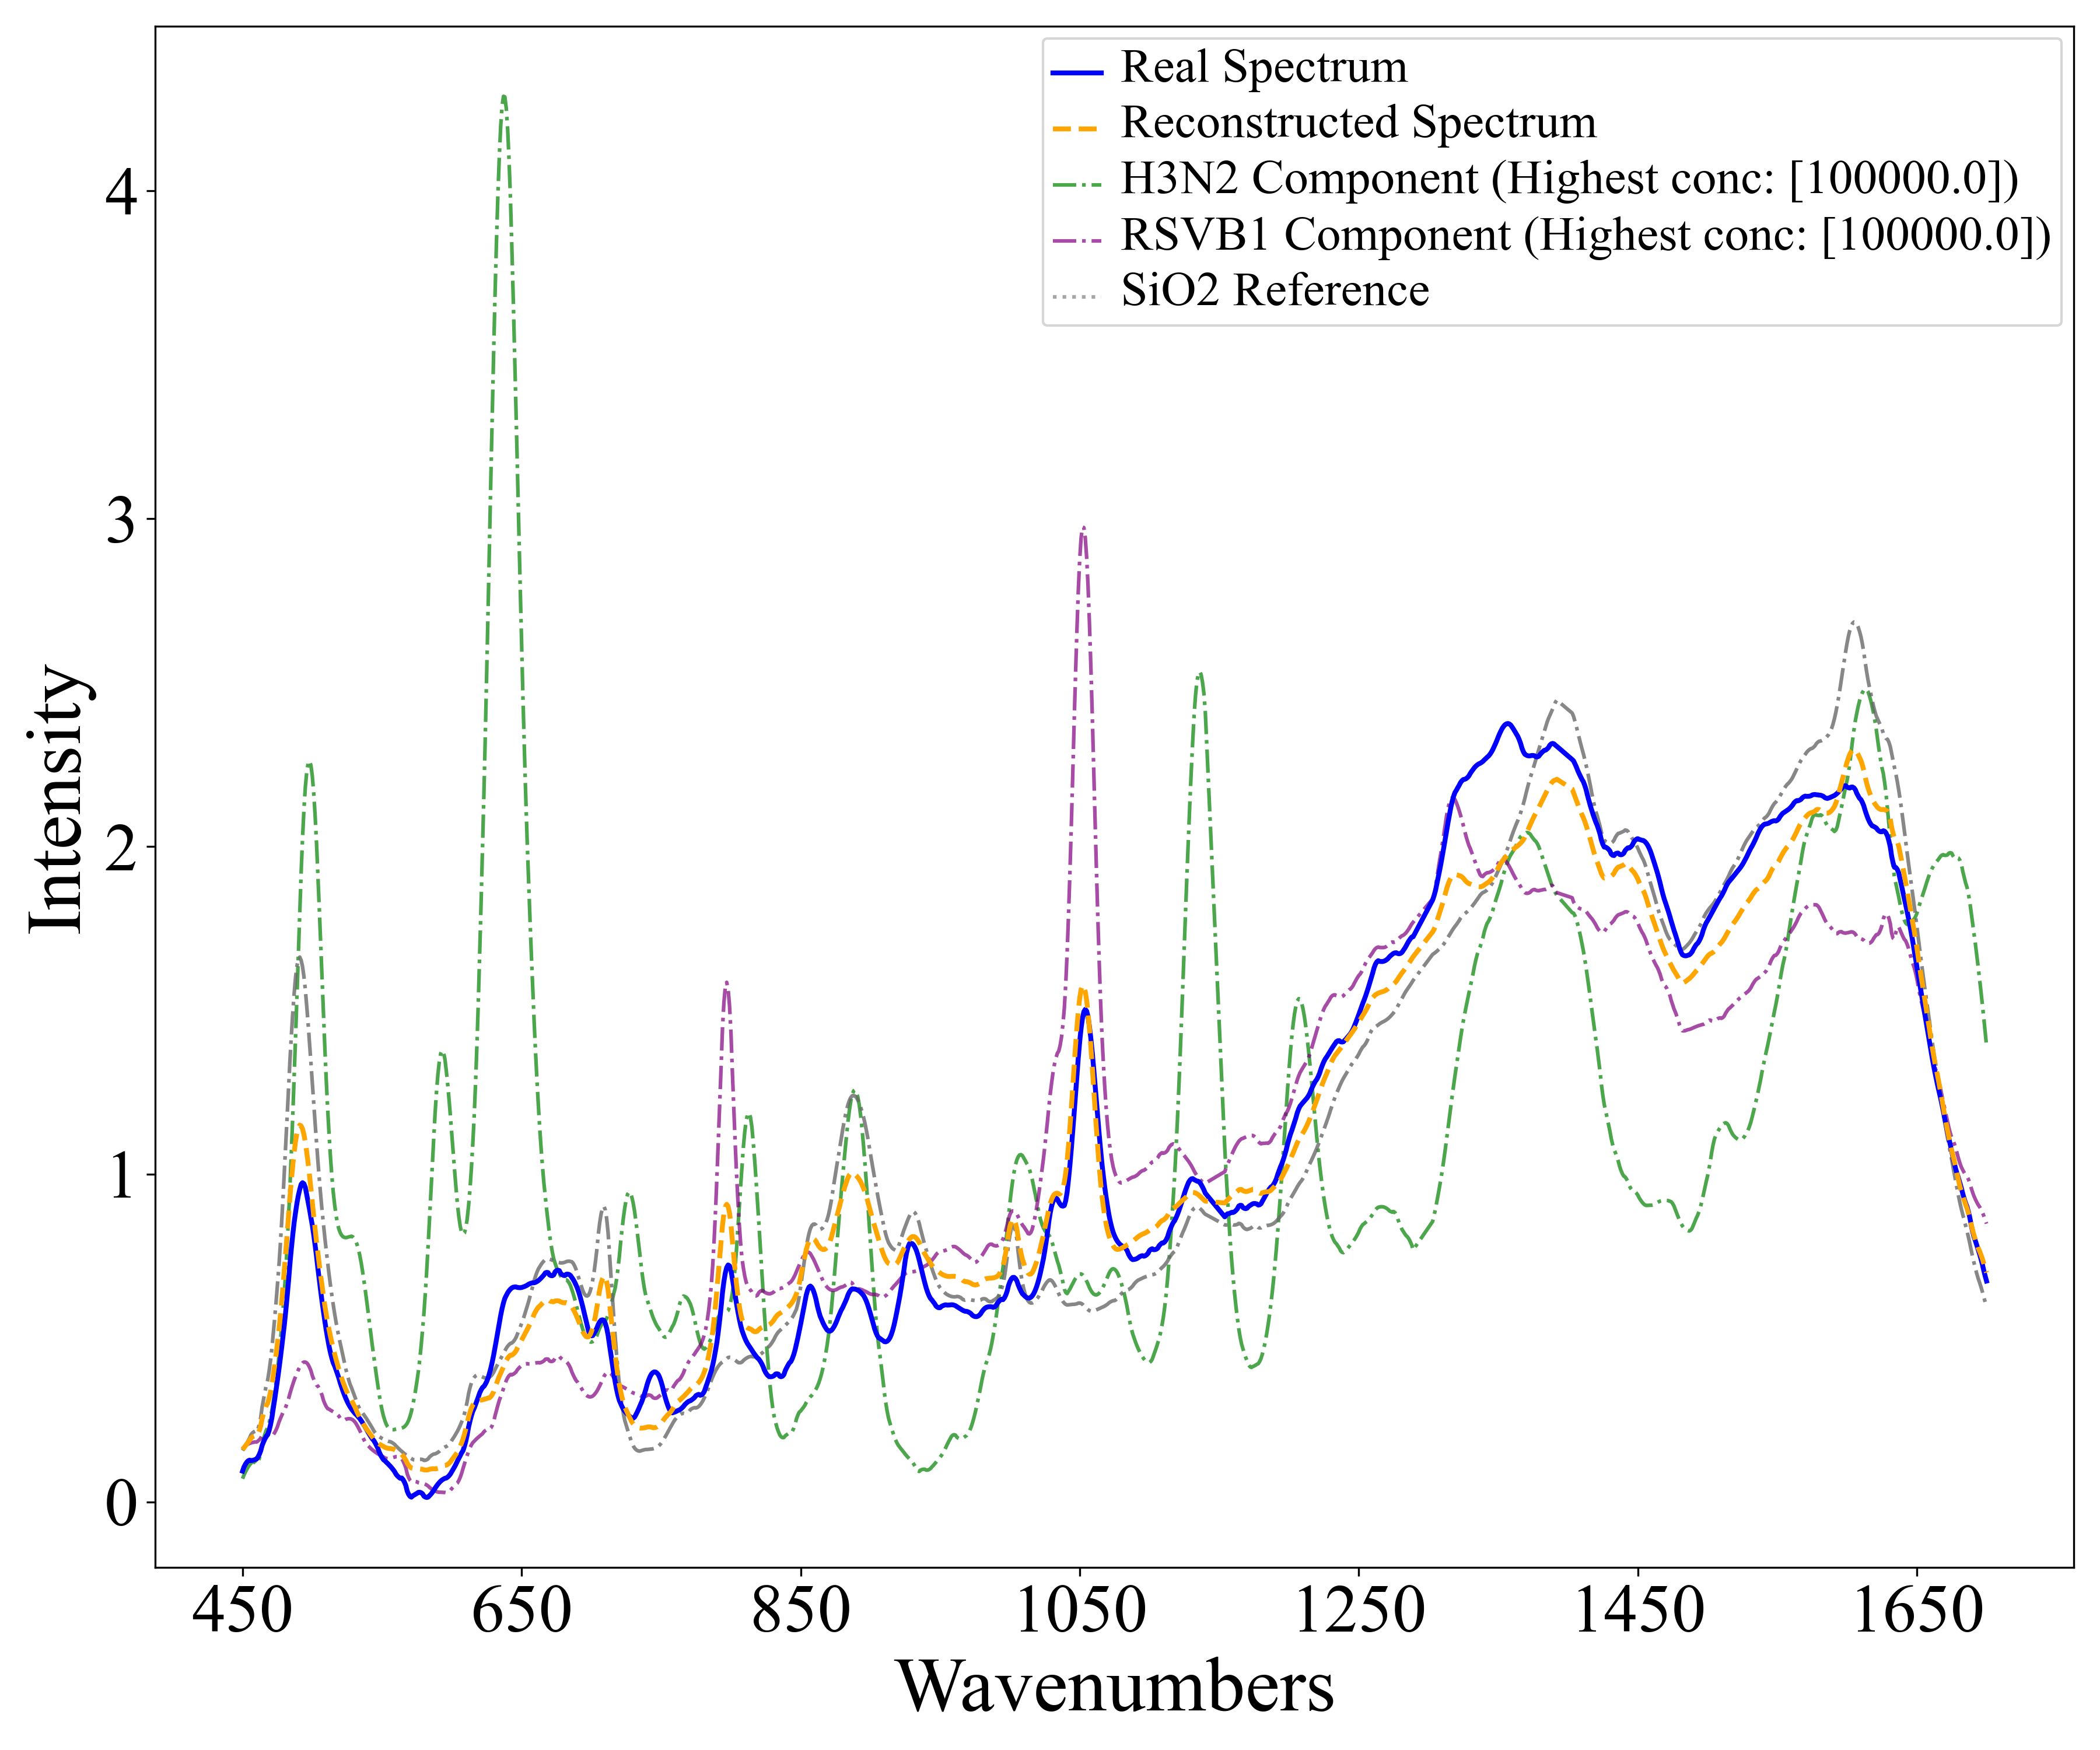 Real Spectrum
Reconstructed Spectrum
H3N2 Component (Highest conc: [100000.0])
RSVB1 Component (Highest conc: [100000.0])
SiO2 Reference
Intensity
4
3
2
1
0
450 650 850 1050 1250 1450 1650
Wavenumbers